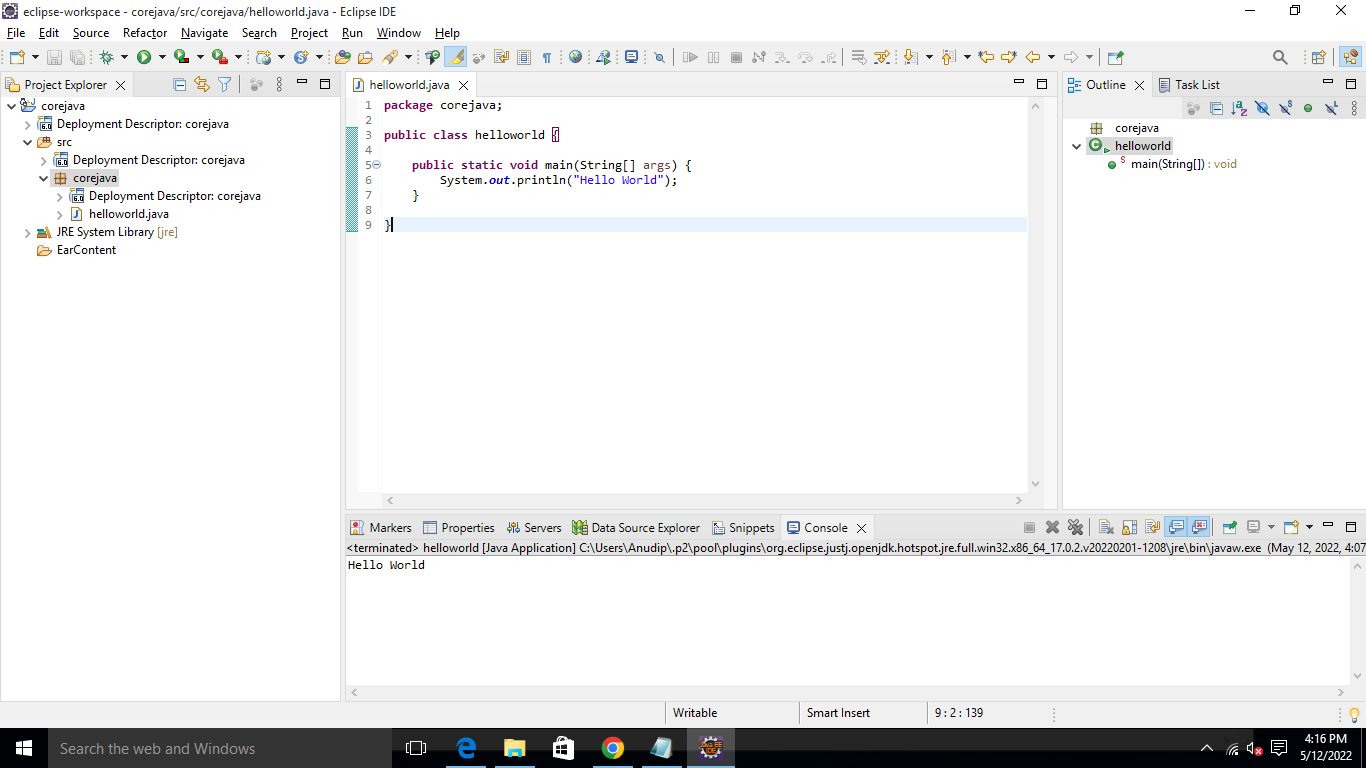 eclipse-workspace - corejava/src/corejava/helloworld.java - Eclipse IDE
File Edit Source Refactor Navigate Search Project Run Window Help
Project Explorer
corejava
Deployment Descriptor: corejava
src
Deployment Descriptor: corejava
corejava
Deployment Descriptor: corejava
helloworld.java
JRE System Library [jre]
EarContent
helloworld.java
1 package corejava;
2
3 public class helloworld {
4
5 public static void main(String[] args) {
6 System.out.println("Hello World");
7 }
8
9 }
Outline Task List
corejava
helloworld
main(String[]) : void
Markers Properties Servers Data Source Explorer Snippets Console
<terminated> helloworld [Java Application] C:\Users\Anudip\.p2\pool\plugins\org.eclipse.justj.openjdk.hotspot.jre.full.win32.x86_64_17.0.2.v20220201-1208\jre\bin\javaw.exe (May 12, 2022, 4:07
Hello World
Writable Smart Insert 9 : 2 : 139
Search the web and Windows
4:16 PM
5/12/2022